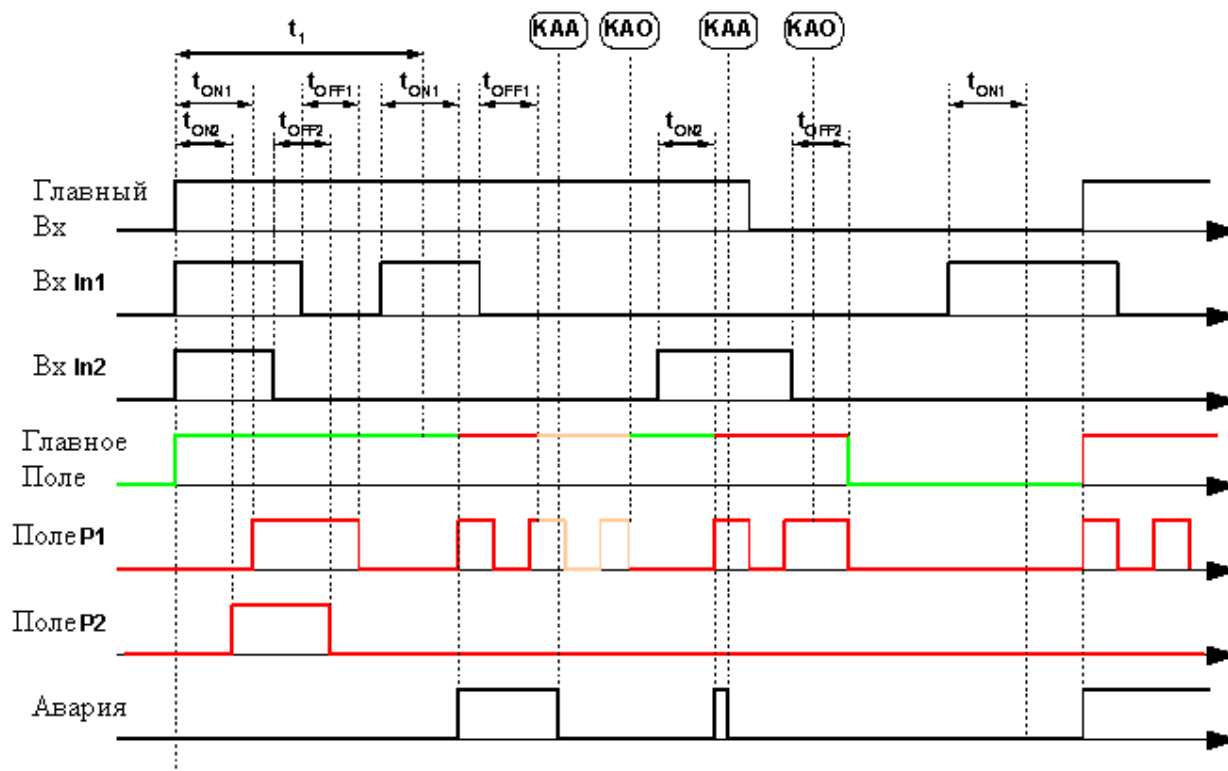 KAA KAO KAA KAO
t1
tON1 tOFF1 tON1 tOFF1 tON1
tON2 tOFF2 tON2 tOFF2
Главный
Вх
Вх In1
Вх In2
Главное
Поле
Поле P1
Поле P2
Авария